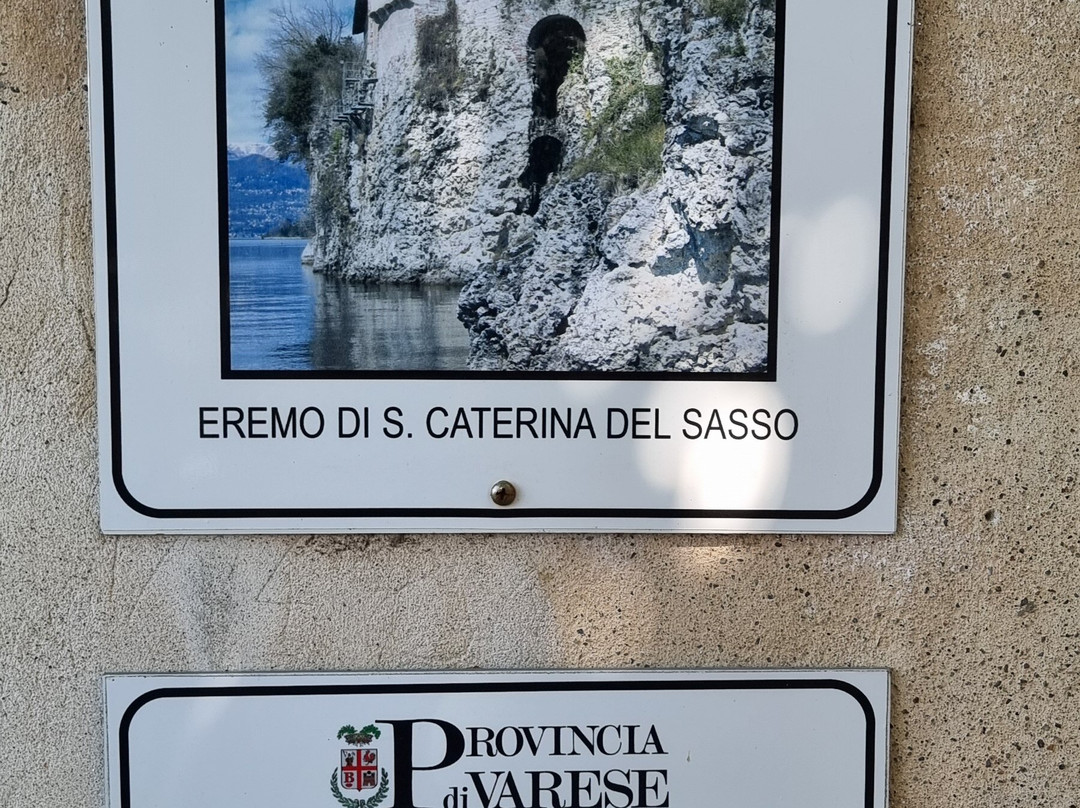 EREMO DI S. CATERINA DEL SASSO
PROVINCIA
di VARESE
B